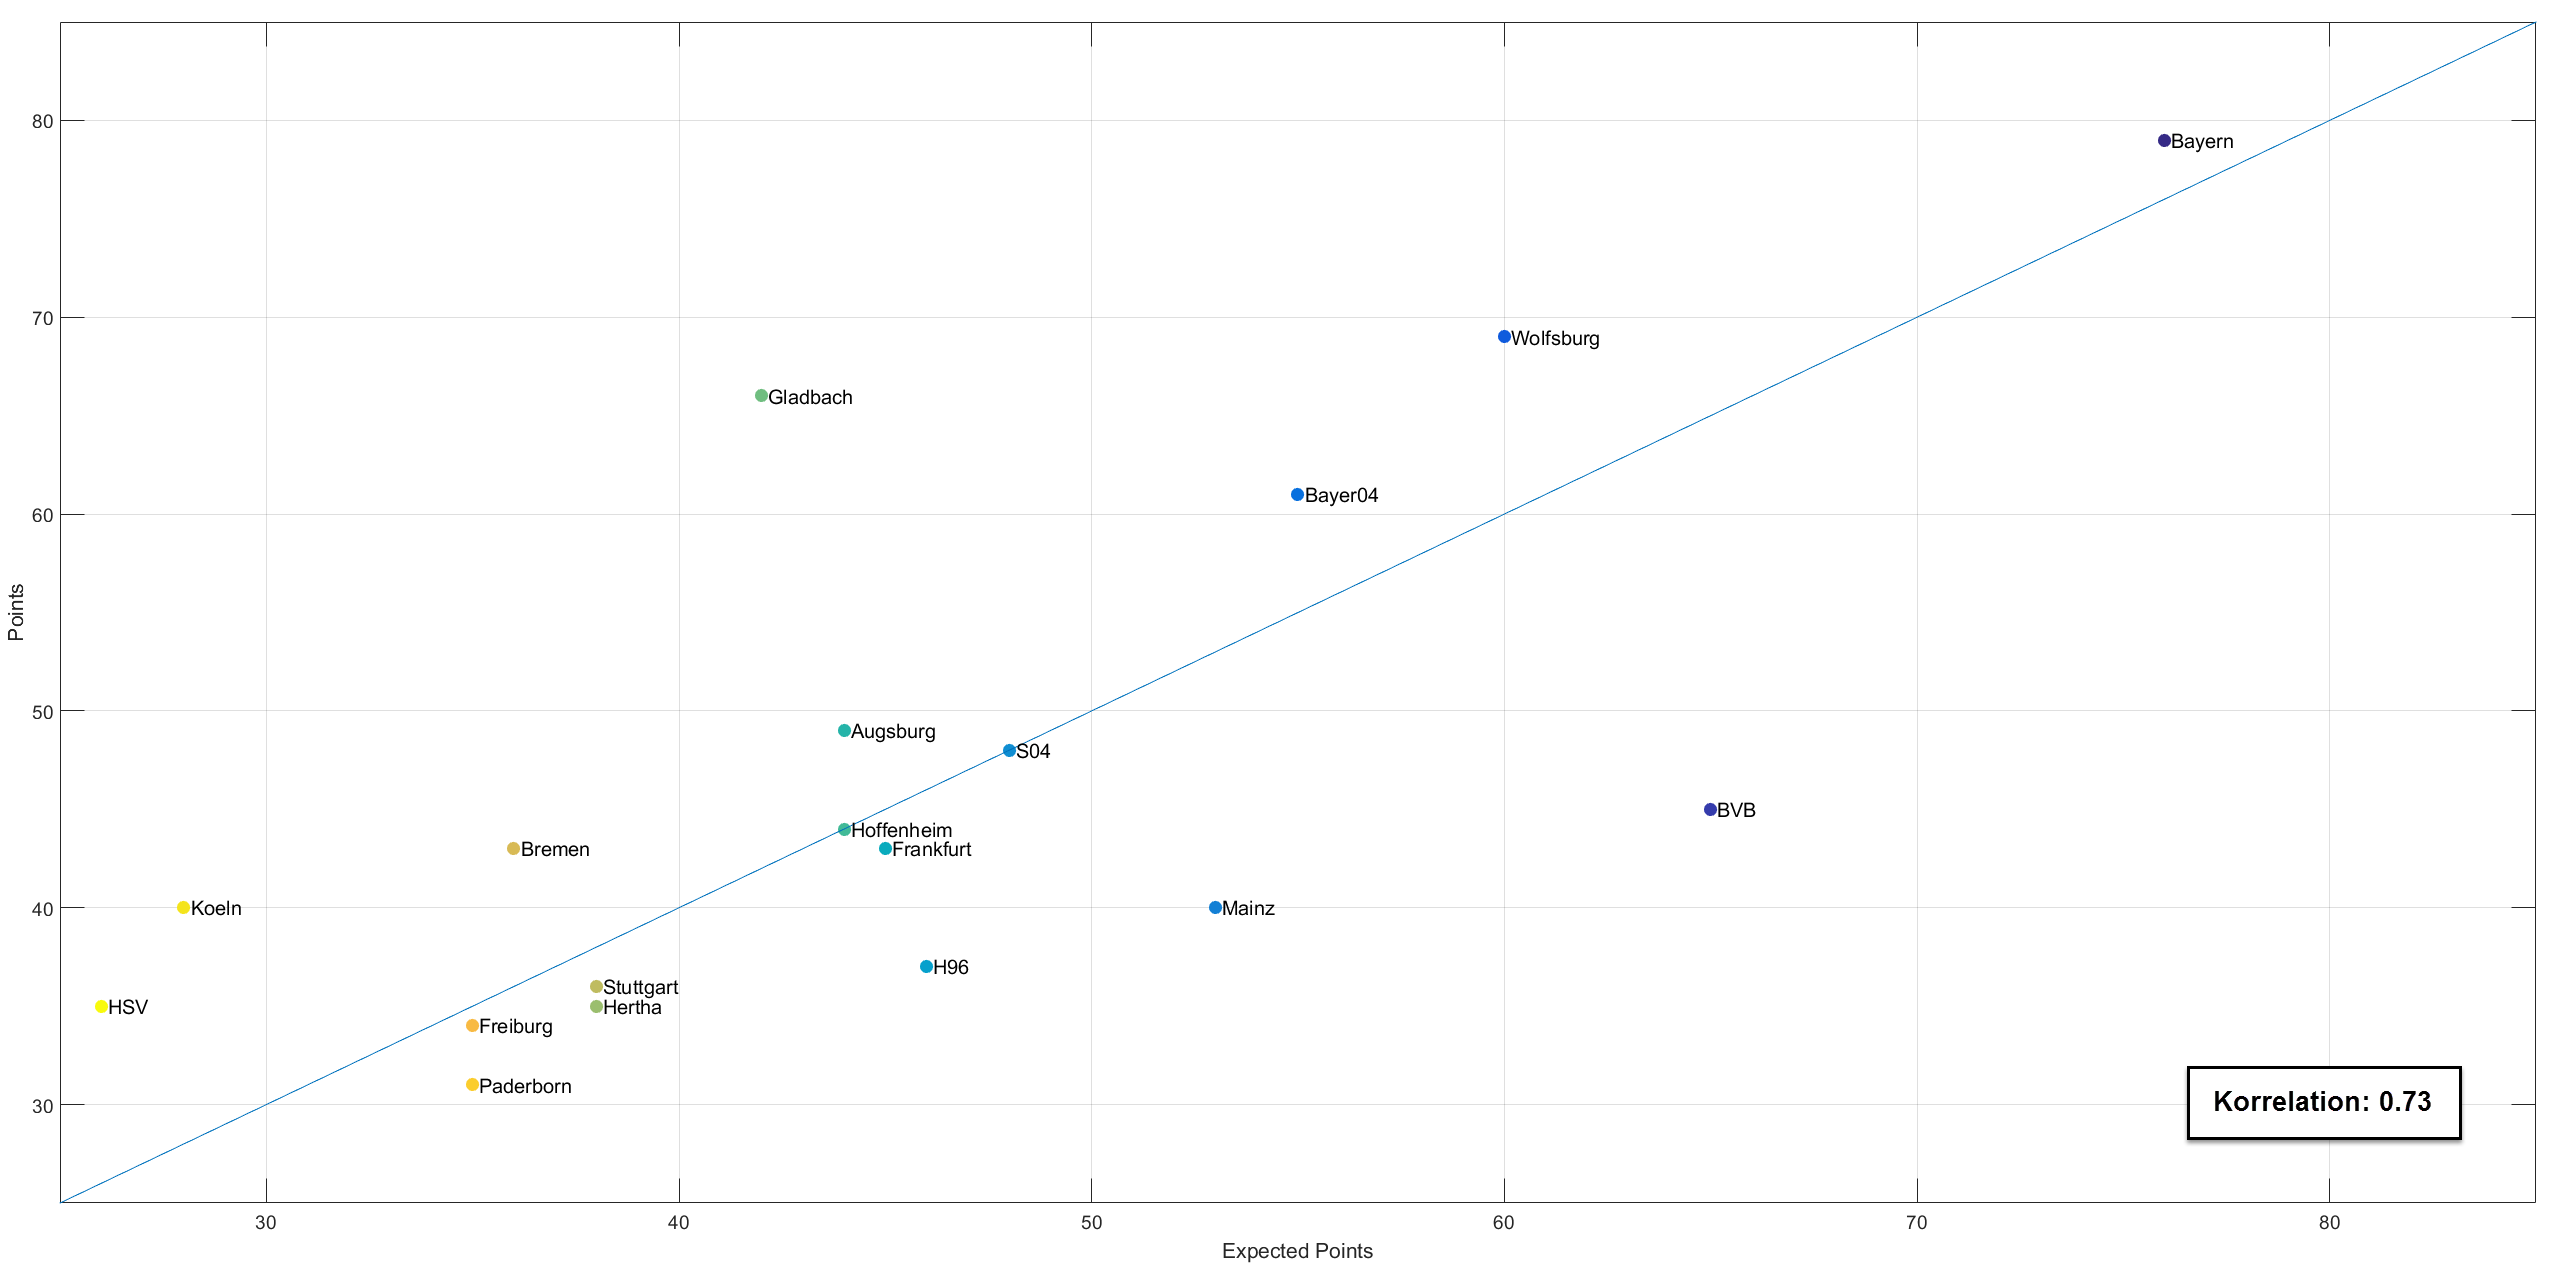 80
Bayern
70
Wolfsburg
Gladbach
Bayer04
60
Points
50
Augsburg
S04
BVB
Hoffenheim
Bremen
Frankfurt
40
Koeln
Mainz
H96
Stuttgart
HSV
Hertha
Freiburg
Paderborn
30
Korrelation: 0.73
30 40 50 60 70 80
Expected Points